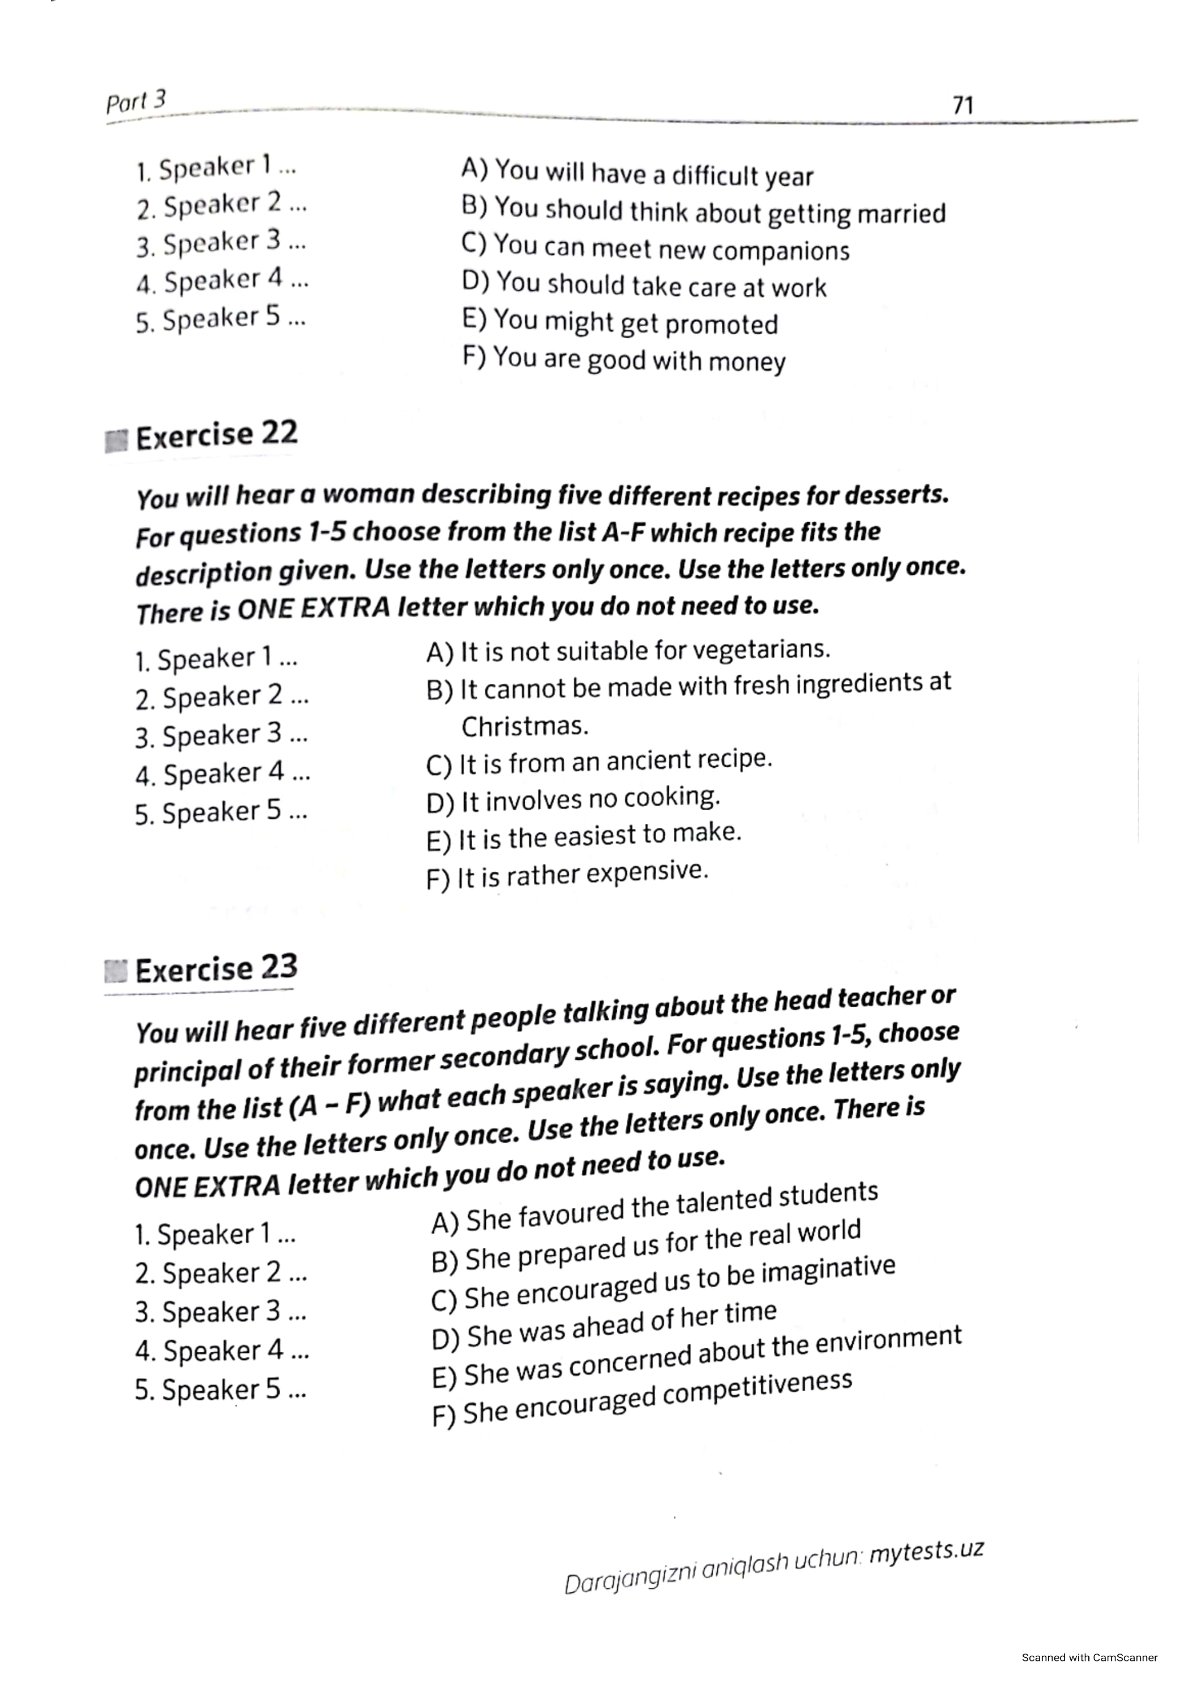 Part 3 71
1. Speaker 1 ...
2. Speaker 2 ...
3. Speaker 3 ...
4. Speaker 4 ...
5. Speaker 5 ...
A) You will have a difficult year
B) You should think about getting married
C) You can meet new companions
D) You should take care at work
E) You might get promoted
F) You are good with money
Exercise 22
You will hear a woman describing five different recipes for desserts.
For questions 1-5 choose from the list A-F which recipe fits the
description given. Use the letters only once. Use the letters only once.
There is ONE EXTRA letter which you do not need to use.
1. Speaker 1 ...
2. Speaker 2 ...
3. Speaker 3 ...
4. Speaker 4 ...
5. Speaker 5 ...
A) It is not suitable for vegetarians.
B) It cannot be made with fresh ingredients at
Christmas.
C) It is from an ancient recipe.
D) It involves no cooking.
E) It is the easiest to make.
F) It is rather expensive.
Exercise 23
You will hear five different people talking about the head teacher or
principal of their former secondary school. For questions 1-5, choose
from the list (A – F) what each speaker is saying. Use the letters only
once. Use the letters only once. Use the letters only once. There is
ONE EXTRA letter which you do not need to use.
1. Speaker 1 ...
2. Speaker 2 ...
3. Speaker 3 ...
4. Speaker 4 ...
5. Speaker 5 ...
A) She favoured the talented students
B) She prepared us for the real world
C) She encouraged us to be imaginative
D) She was ahead of her time
E) She was concerned about the environment
F) She encouraged competitiveness
Darajangizni aniqlash uchun: mytests.uz
Scanned with CamScanner